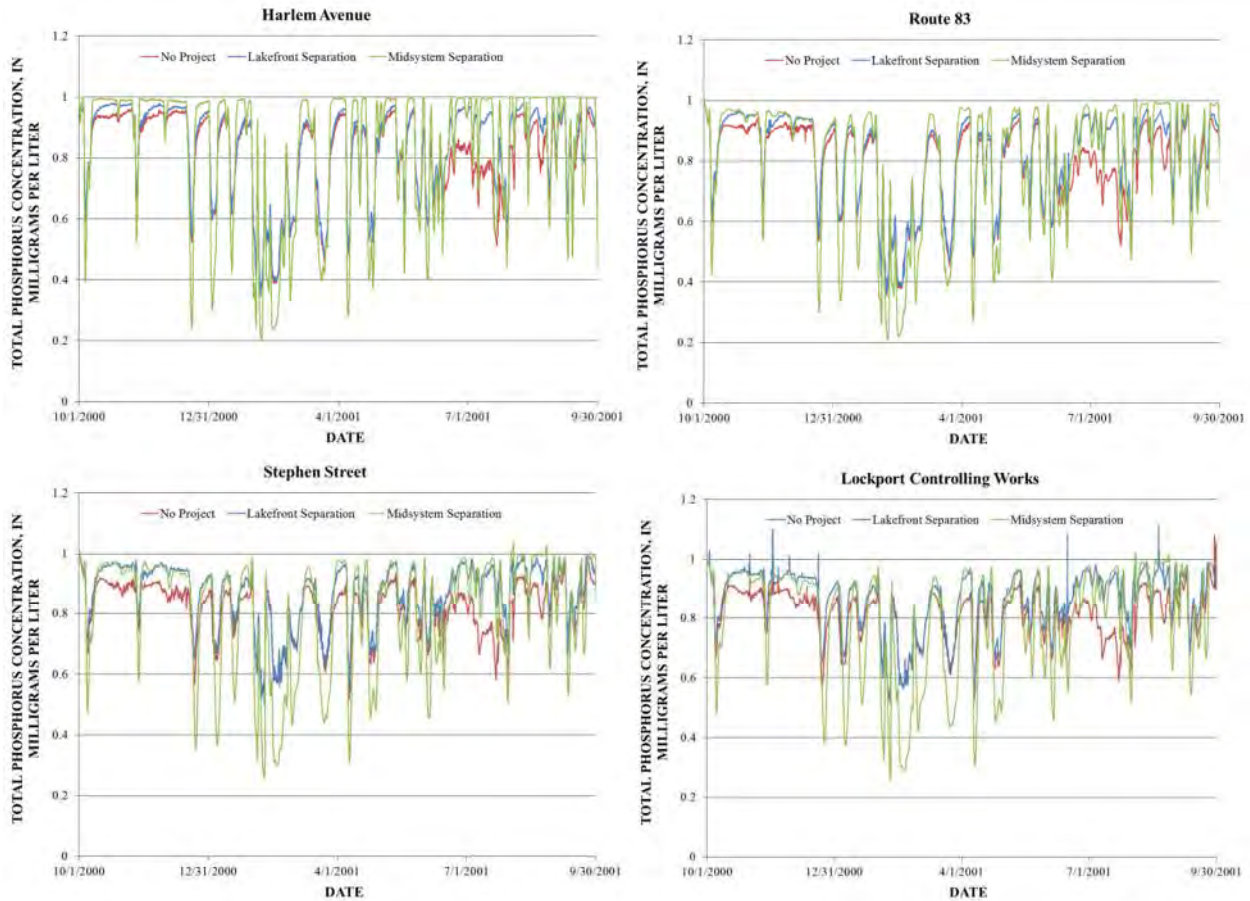 Harlem Avenue
TOTAL PHOSPHORUS CONCENTRATION, IN
MILLIGRAMS PER LITER
1.2
1
0.8
0.6
0.4
0.2
0
No Project Lakefront Separation Midsystem Separation
10/1/2000 12/31/2000 4/1/2001 7/1/2001 9/30/2001
DATE
Route 83
TOTAL PHOSPHORUS CONCENTRATION, IN
MILLIGRAMS PER LITER
1.2
1
0.8
0.6
0.4
0.2
0
No Project Lakefront Separation Midsystem Separation
10/1/2000 12/31/2000 4/1/2001 7/1/2001 9/30/2001
DATE
Stephen Street
TOTAL PHOSPHORUS CONCENTRATION, IN
MILLIGRAMS PER LITER
1.2
1
0.8
0.6
0.4
0.2
0
No Project Lakefront Separation Midsystem Separation
10/1/2000 12/31/2000 4/1/2001 7/1/2001 9/30/2001
DATE
Lockport Controlling Works
TOTAL PHOSPHORUS CONCENTRATION, IN
MILLIGRAMS PER LITER
1.2
1
0.8
0.6
0.4
0.2
0
No Project Lakefront Separation Midsystem Separation
10/1/2000 12/31/2000 4/1/2001 7/1/2001 9/30/2001
DATE